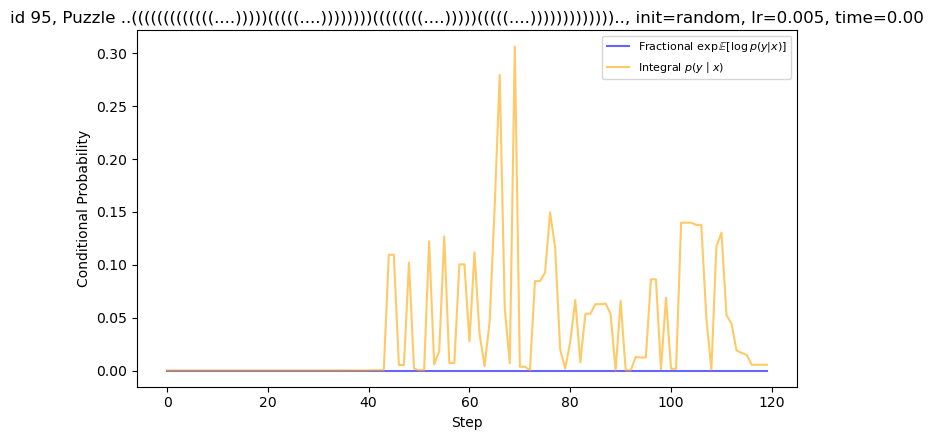 id 95, Puzzle ..(((((((((((((....)))))(((((....))))))))((((((((....)))))(((((....))))))))))))).., init=random, lr=0.005, time=0.00
Fractional exp𝔼[log p(y|x)]
Integral p(y | x)
0.30
0.25
0.20
0.15
0.10
0.05
0.00
Conditional Probability
0 20 40 60 80 100 120
Step